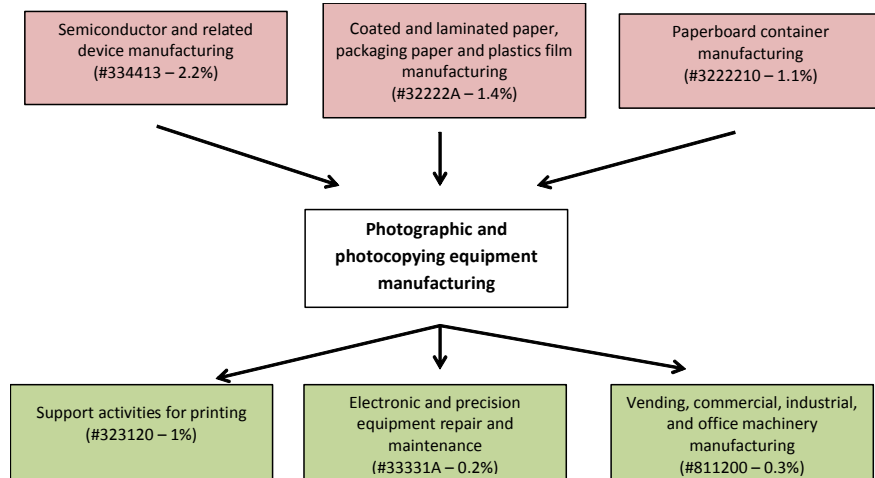 Semiconductor and related
device manufacturing
(#334413 – 2.2%)
Coated and laminated paper,
packaging paper and plastics film
manufacturing
(#32222A – 1.4%)
Paperboard container
manufacturing
(#3222210 – 1.1%)
Photographic and
photocopying equipment
manufacturing
Support activities for printing
(#323120 – 1%)
Electronic and precision
equipment repair and
maintenance
(#33331A – 0.2%)
Vending, commercial, industrial,
and office machinery
manufacturing
(#811200 – 0.3%)